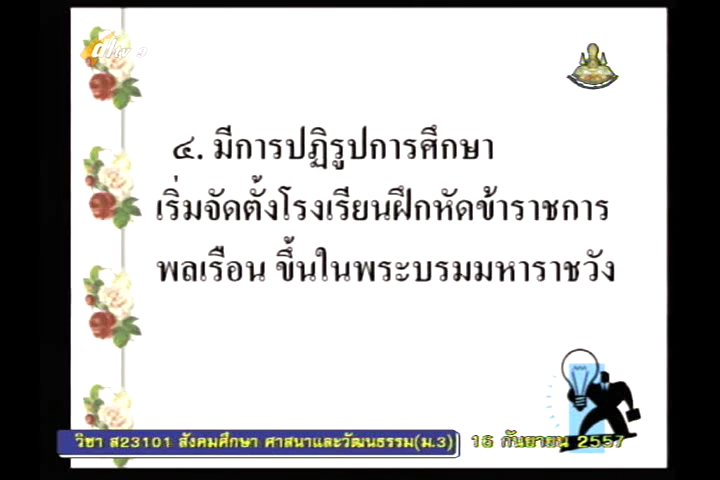 ๔. มีการปฏิรูปการศึกษา
เริ่มจัดตั้งโรงเรียนฝึกหัดข้าราชการ
พลเรือน ขึ้นในพระบรมมหาราชวัง
วิชา ส23101 สังคมศึกษา ศาสนาและวัฒนธรรม(ม.3)
16 กันยายน 2557